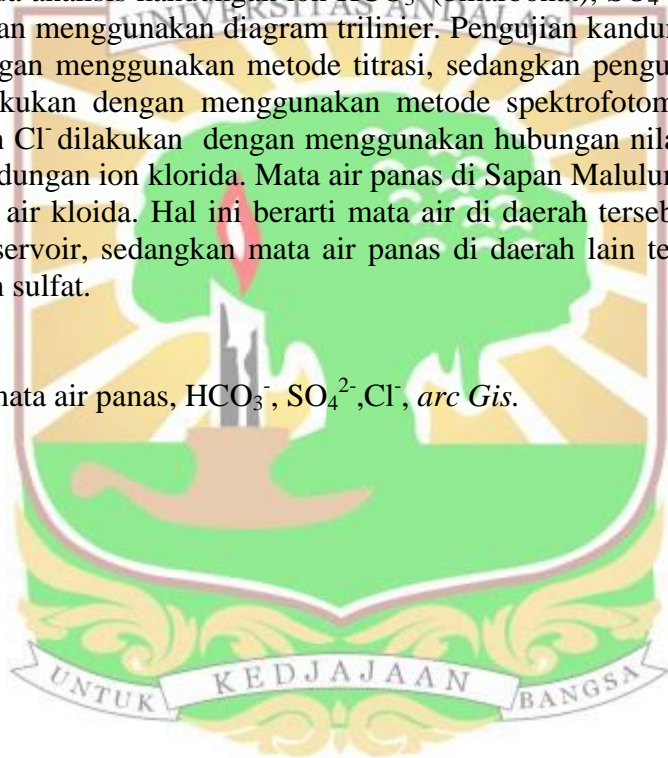 analisis kandungan ion HCO₃⁻ (bikarbonat), SO₄
UNIVERSITAS ANDALAS
an menggunakan diagram trilinier. Pengujian kandun
gan menggunakan metode titrasi, sedangkan pengu
kukan dengan menggunakan metode spektrofotom
n Cl⁻ dilakukan dengan menggunakan hubungan nila
dungan ion klorida. Mata air panas di Sapan Malulun
air kloida. Hal ini berarti mata air di daerah terseb
servoir, sedangkan mata air panas di daerah lain te
n sulfat.
mata air panas, HCO₃⁻, SO₄²⁻,Cl⁻, arc Gis.
UNTUK KEDJAJAAN BANGSA